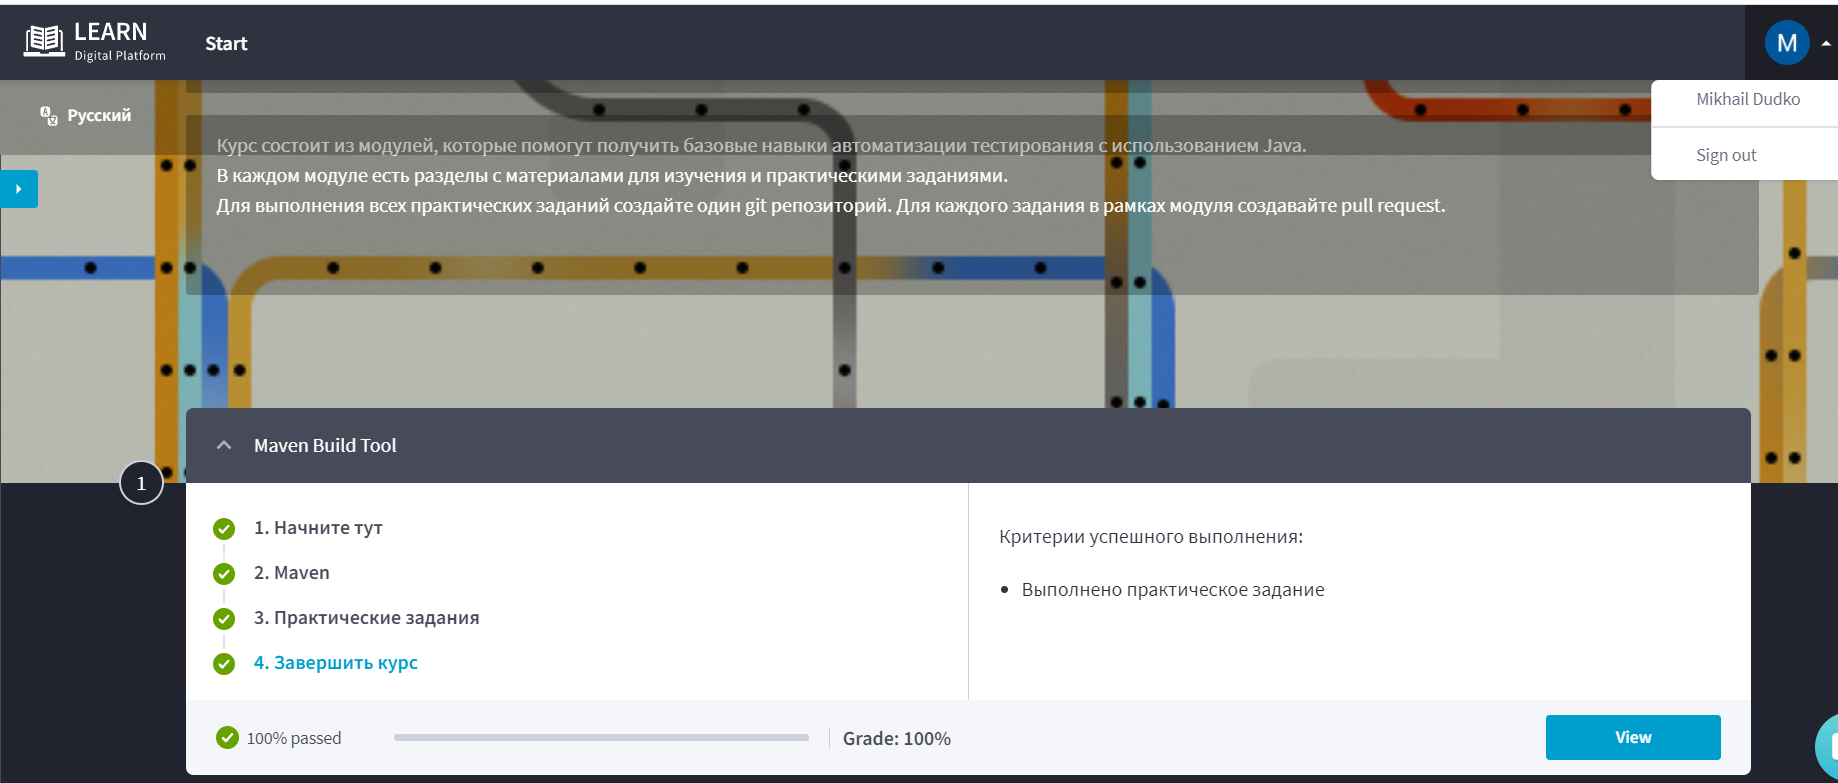 LEARN
Digital Platform
Start
M
Mikhail Dudko
Sign out
Русский
Курс состоит из модулей, которые помогут получить базовые навыки автоматизации тестирования с использованием Java.
В каждом модуле есть разделы с материалами для изучения и практическими заданиями.
Для выполнения всех практических заданий создайте один git репозиторий. Для каждого задания в рамках модуля создавайте pull request.
Maven Build Tool
1
1. Начните тут
2. Maven
3. Практические задания
4. Завершить курс
Критерии успешного выполнения:
• Выполнено практическое задание
100% passed
Grade: 100%
View